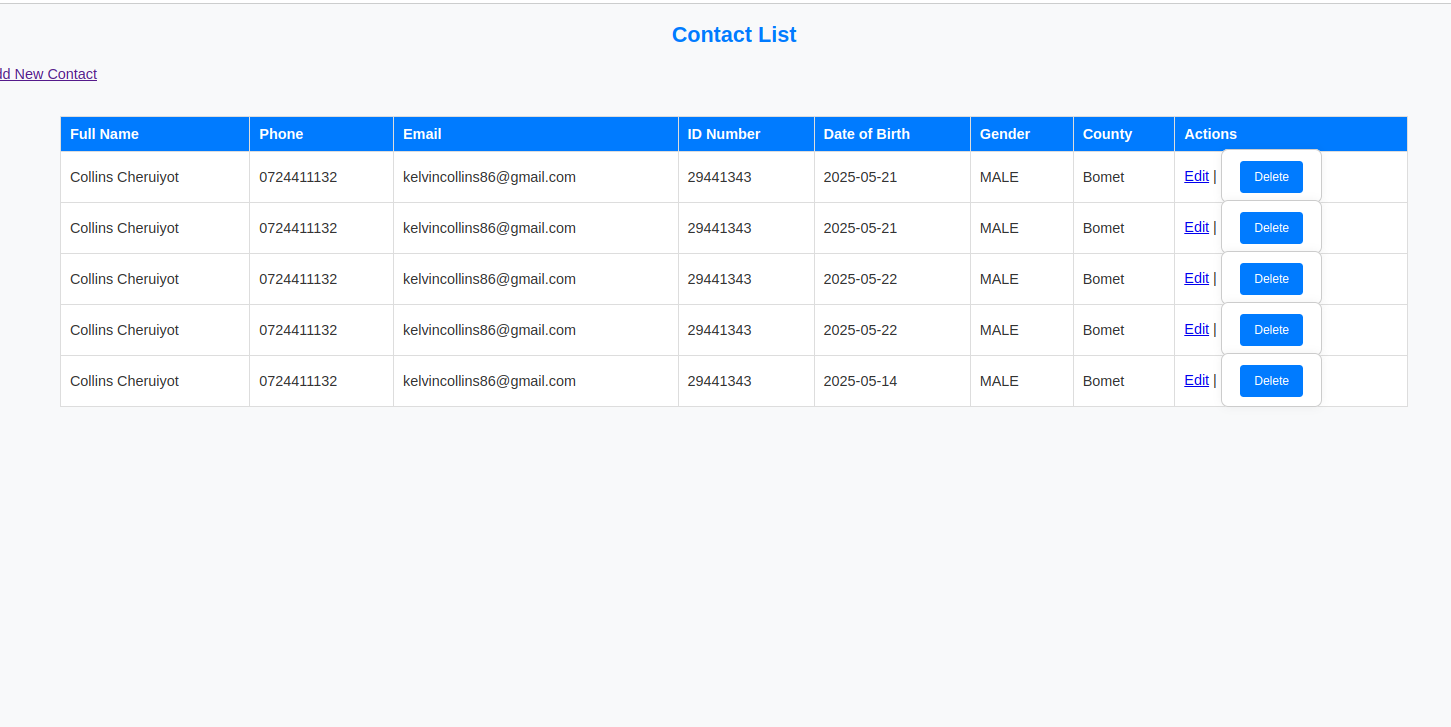 Contact List
dd New Contact
Full Name Phone Email ID Number Date of Birth Gender County Actions
Collins Cheruiyot 0724411132 kelvincollins86@gmail.com 29441343 2025-05-21 MALE Bomet Edit | Delete
Collins Cheruiyot 0724411132 kelvincollins86@gmail.com 29441343 2025-05-21 MALE Bomet Edit | Delete
Collins Cheruiyot 0724411132 kelvincollins86@gmail.com 29441343 2025-05-22 MALE Bomet Edit | Delete
Collins Cheruiyot 0724411132 kelvincollins86@gmail.com 29441343 2025-05-22 MALE Bomet Edit | Delete
Collins Cheruiyot 0724411132 kelvincollins86@gmail.com 29441343 2025-05-14 MALE Bomet Edit | Delete